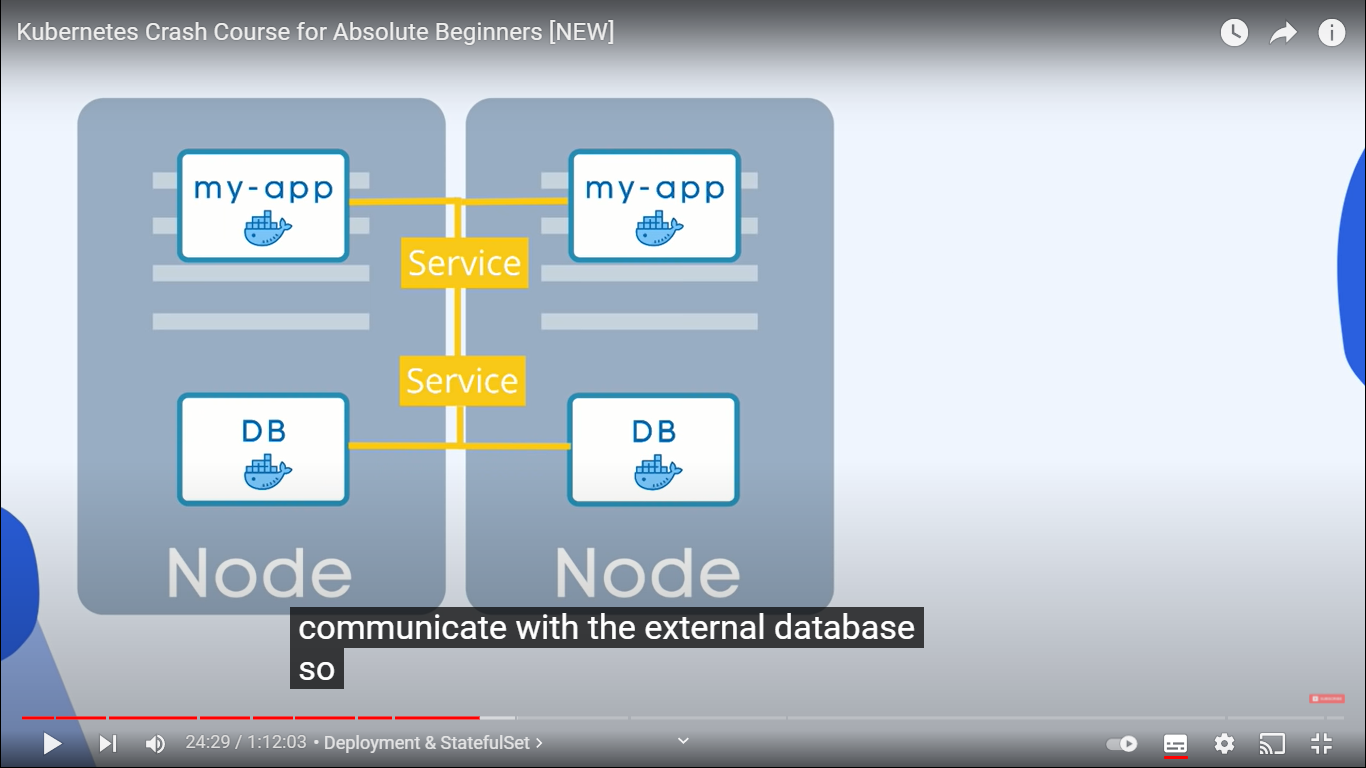 Kubernetes Crash Course for Absolute Beginners [NEW]
my-app
my-app
Service
Service
DB
DB
Node
Node
communicate with the external database
so
24:29 / 1:12:03 • Deployment & StatefulSet >